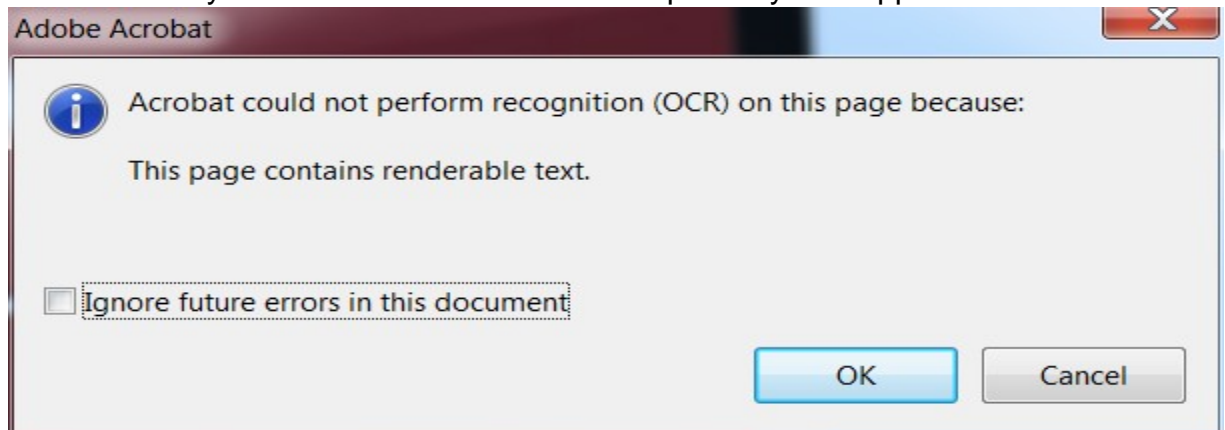 Adobe Acrobat
Acrobat could not perform recognition (OCR) on this page because:
This page contains renderable text.
Ignore future errors in this document
OK Cancel